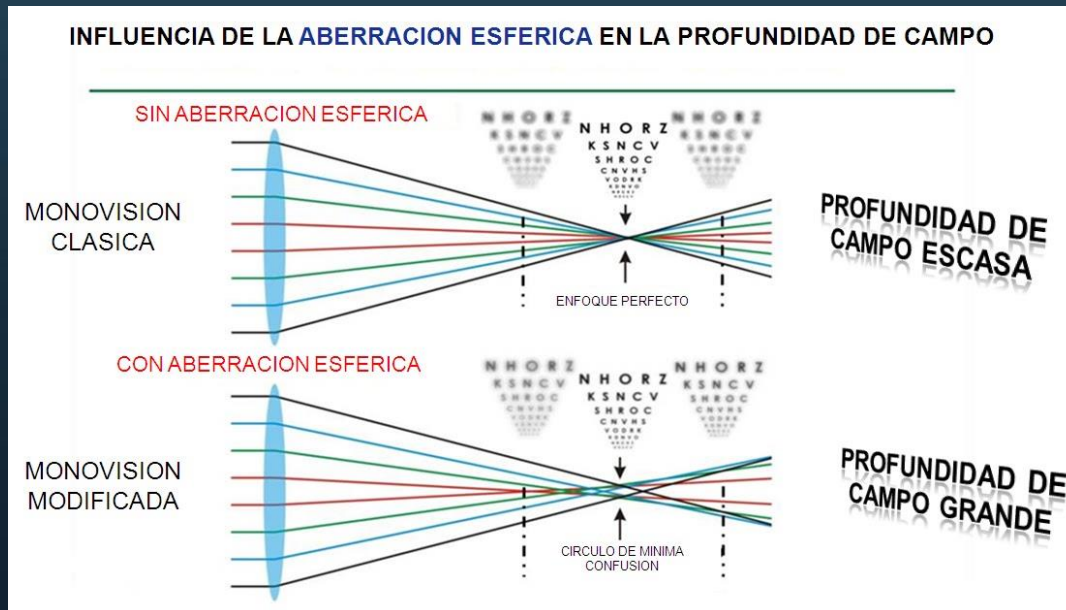 INFLUENCIA DE LA ABERRACION ESFERICA EN LA PROFUNDIDAD DE CAMPO
SIN ABERRACION ESFERICA
MONOVISION
CLASICA
N H O R Z
K S N C V
S H R O C
N H O R Z
K S N C V
S H R O C
C N V H S
V O D R K
N H O R Z
K S N C V
S H R O C
ENFOQUE PERFECTO
PROFUNDIDAD DE
CAMPO ESCASA
CON ABERRACION ESFERICA
MONOVISION
MODIFICADA
N H O R Z
K S N C V
S H R O C
C N V H S
V O D R K
N H O R Z
K S N C V
S H R O C
C N V H S
V O D R K
N H O R Z
K S N C V
S H R O C
C N V H S
V O D R K
CIRCULO DE MINIMA
CONFUSION
PROFUNDIDAD DE
CAMPO GRANDE